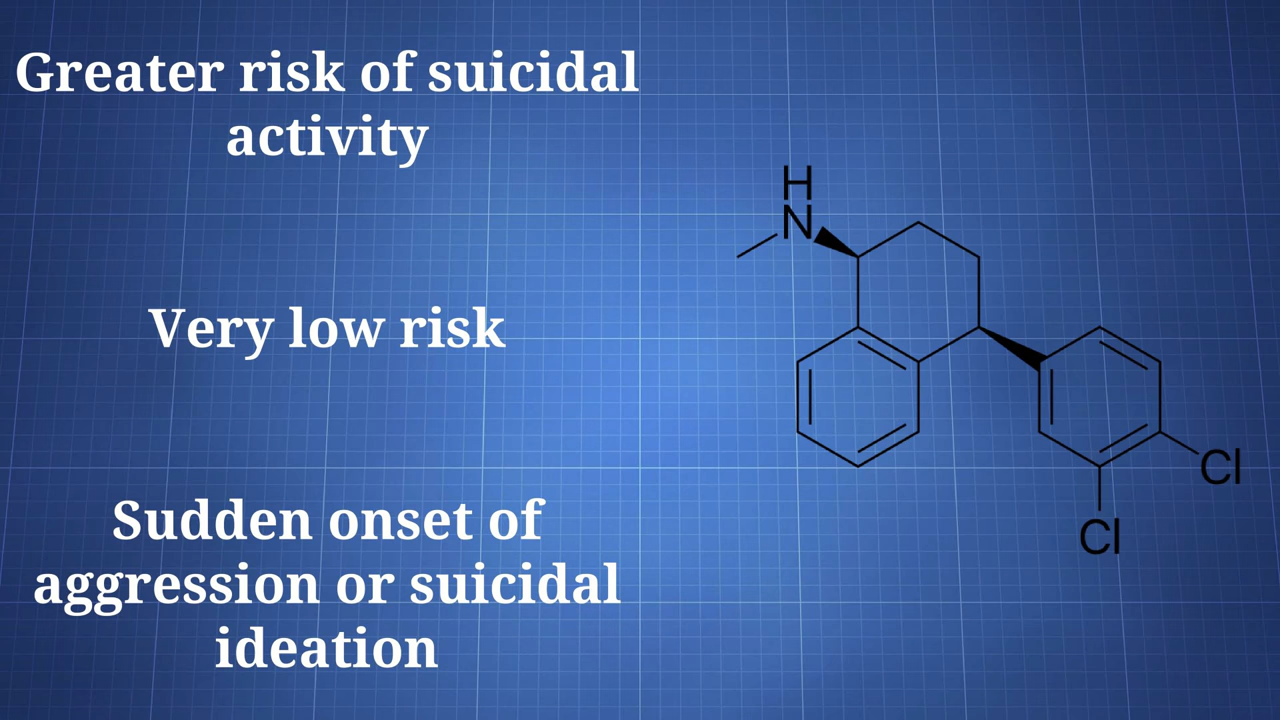 Greater risk of suicidal
activity
H
N
Very low risk
Cl
Sudden onset of
aggression or suicidal
ideation
Cl